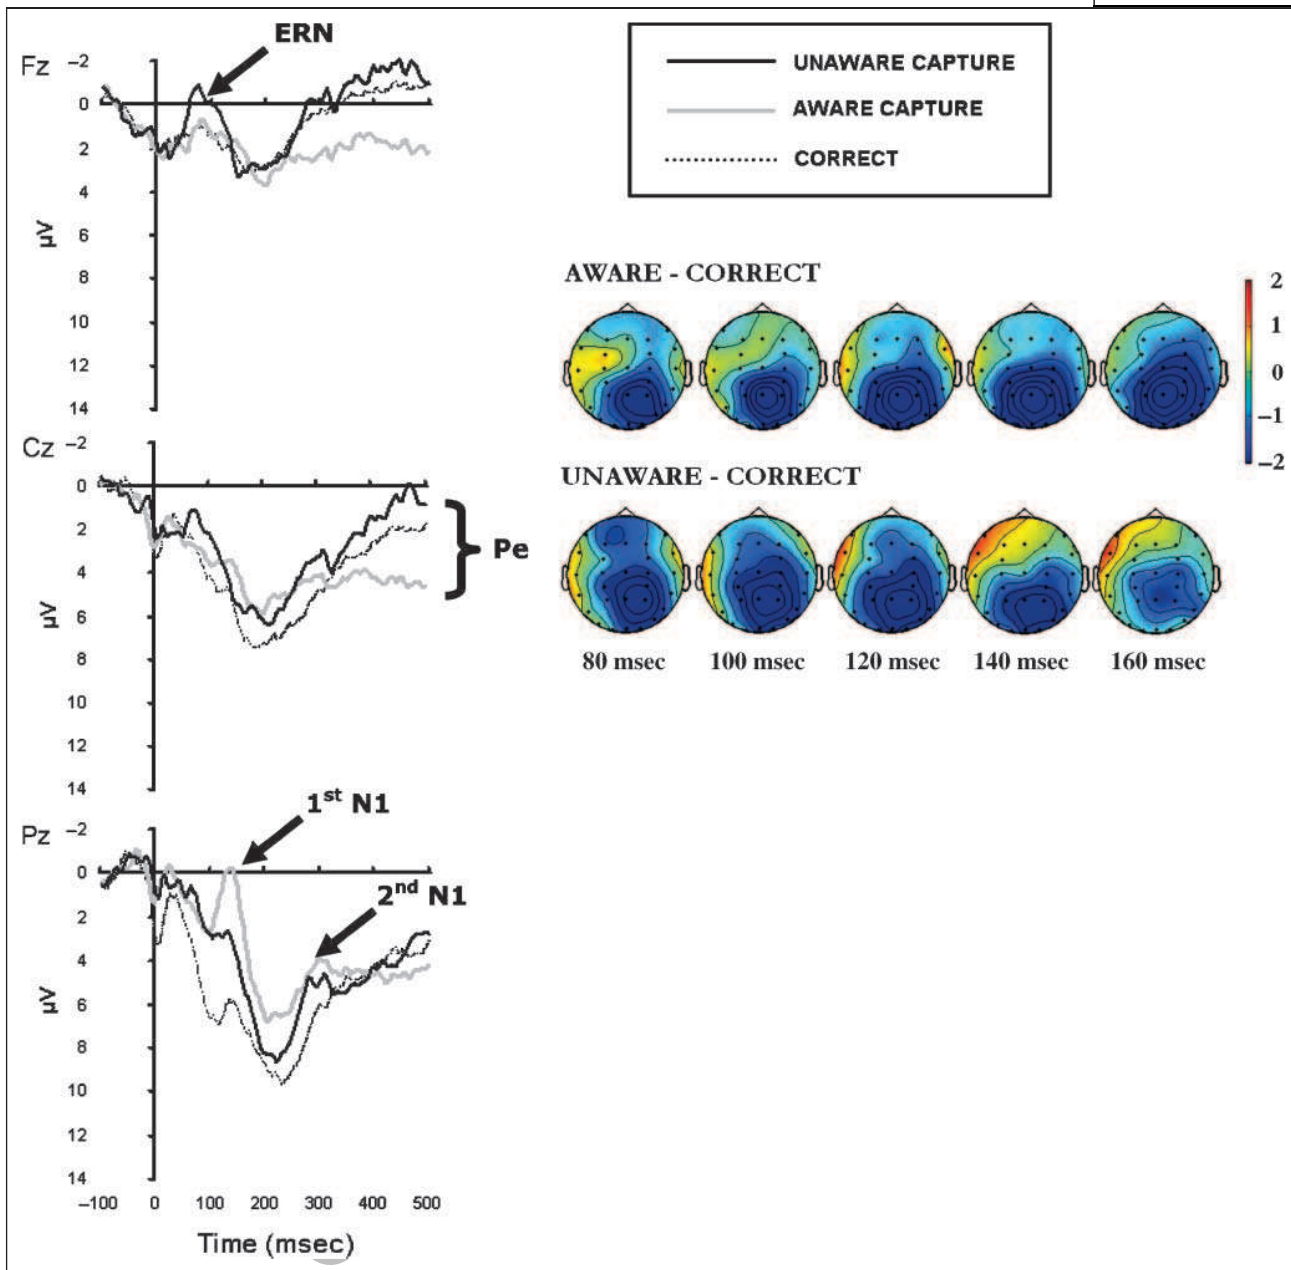 ERN
Fz
−2
0
2
4
6
8
10
12
14
µV
UNAWARE CAPTURE
AWARE CAPTURE
CORRECT
AWARE - CORRECT
2
1
0
−1
−2
UNAWARE - CORRECT
80 msec 100 msec 120 msec 140 msec 160 msec
Cz
−2
0
2
4
6
8
10
12
14
µV
Pe
1st N1
2nd N1
Pz
−2
0
2
4
6
8
10
12
14
µV
−100 0 100 200 300 400 500
Time (msec)